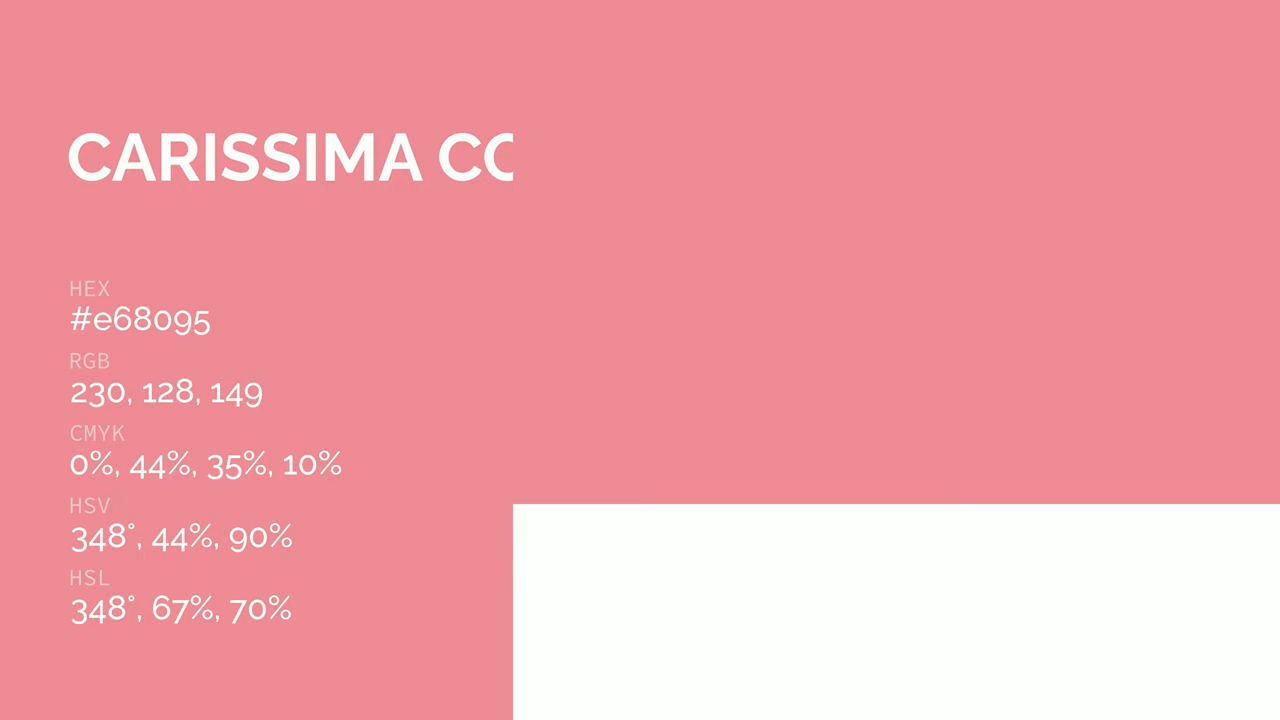 CARISSIMA
HEX
#e68095
RGB
230, 128, 149
CMYK
0%, 44%, 35%, 10%
HSV
348°, 44%, 90%
HSL
348°, 67%, 70%